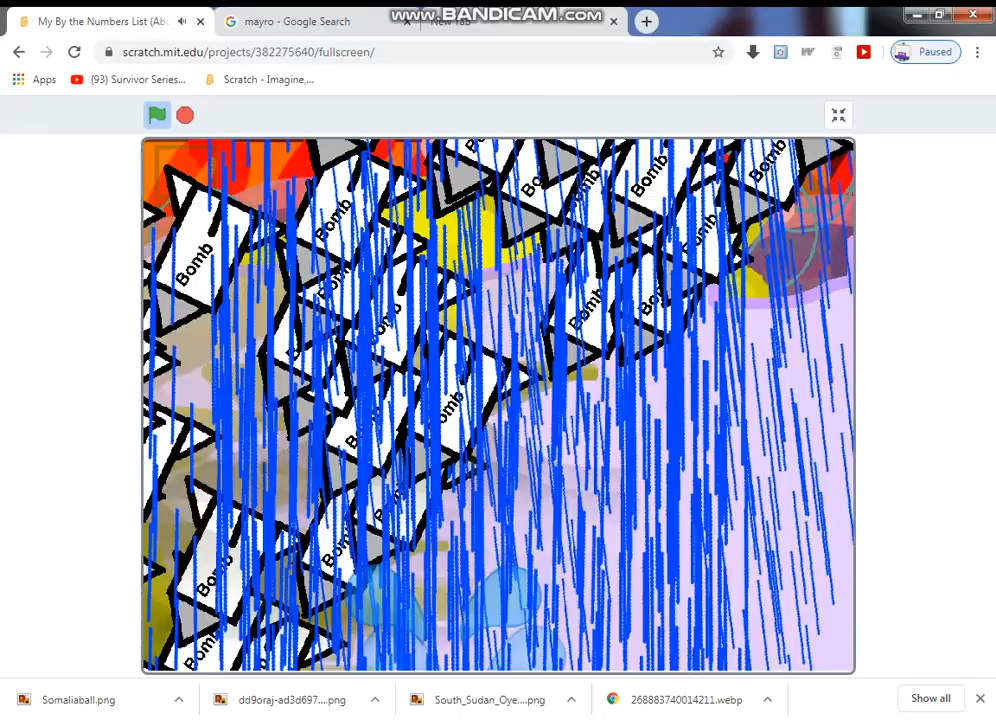 My By the Numbers List (Abo
mayro - Google Search
New Tab
www.BANDICAM.com
scratch.mit.edu/projects/382275640/fullscreen/
Paused
Apps
(93) Survivor Series...
Scratch - Imagine,...
Bomb
Bomb
Bomb
Bomb
Bomb
Bomb
Bomb
Bomb
Somaliaball.png
dd9oraj-ad3d697....png
South_Sudan_Oye....png
268883740014211.webp
Show all